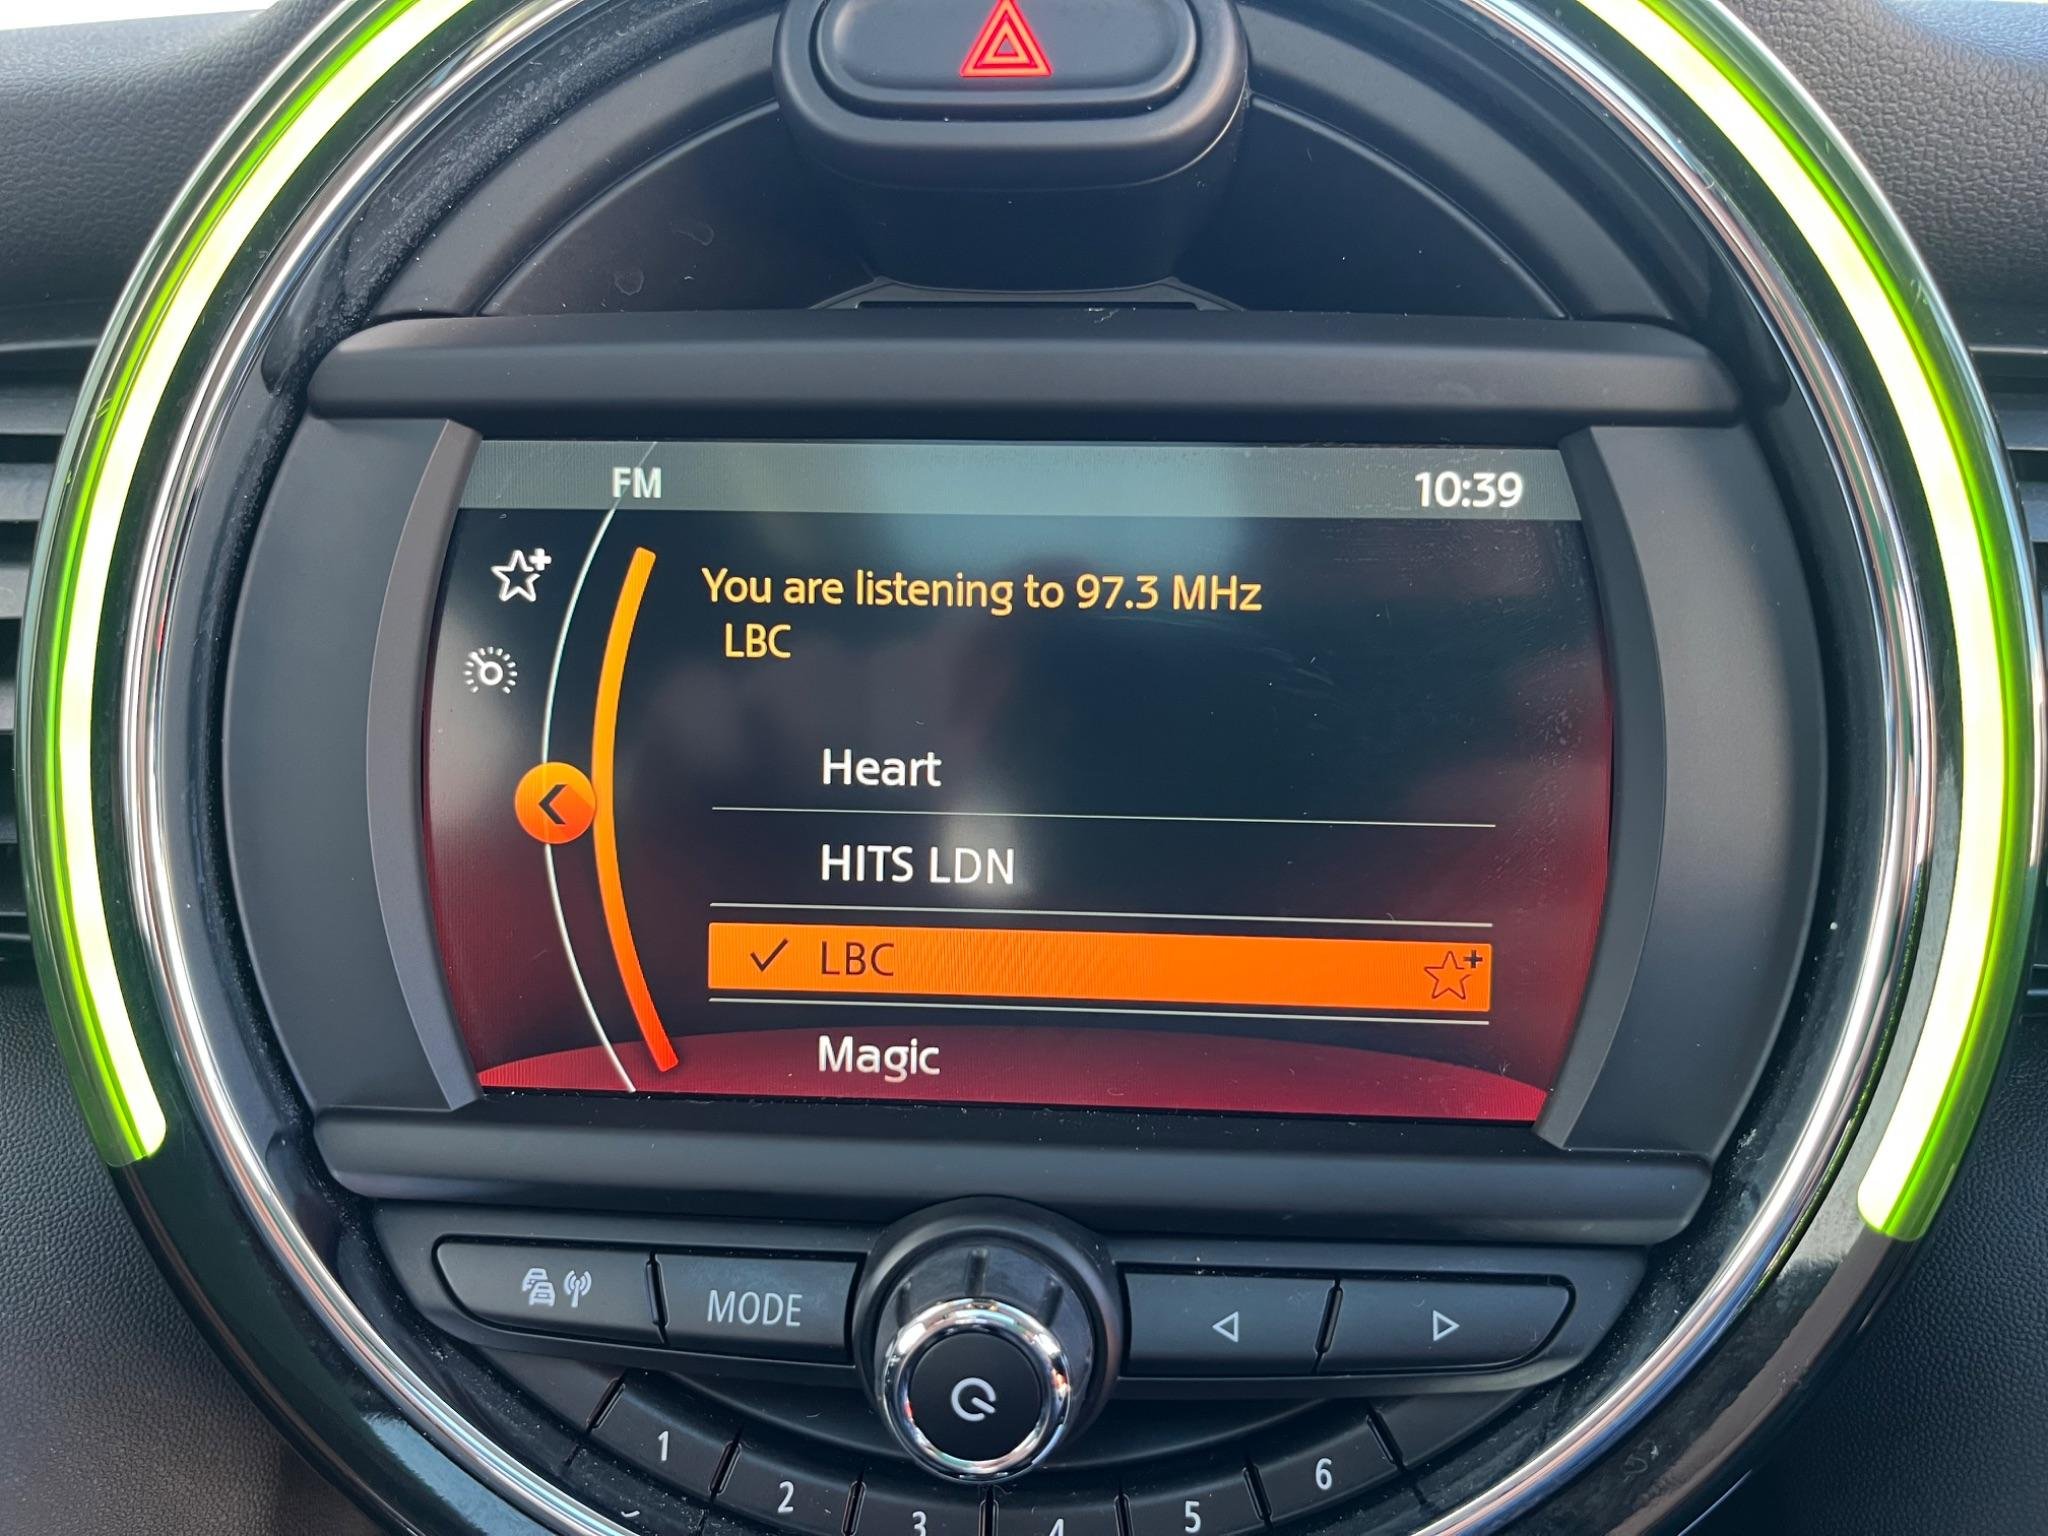 FM 10:39
You are listening to 97.3 MHz
LBC
Heart
HITS LDN
LBC
Magic
MODE
1 2 3 4 5 6